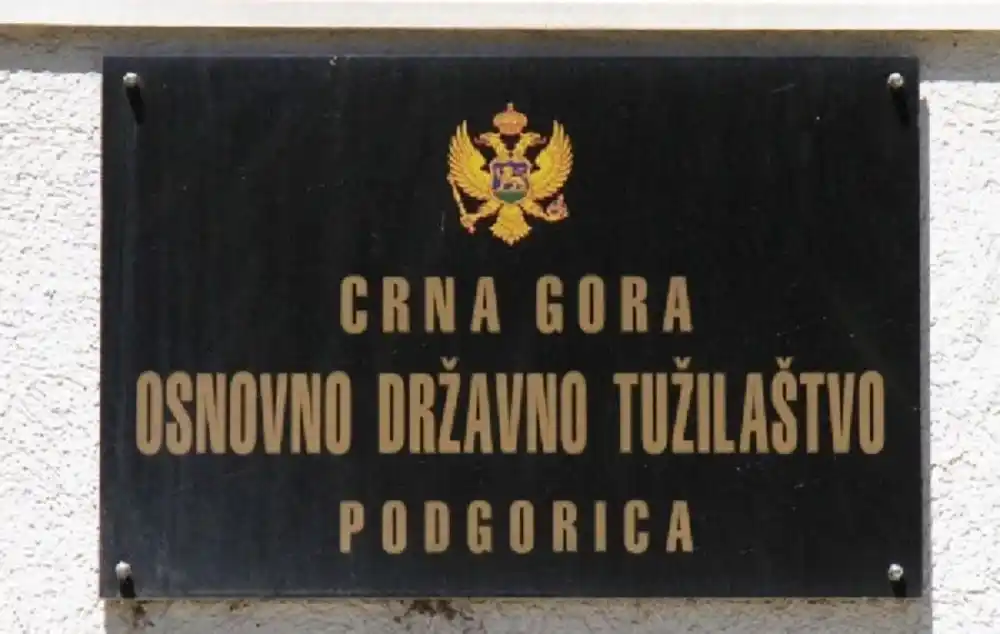 CRNA GORA
OSNOVNO DRŽAVNO TUŽILAŠTVO
PODGORICA